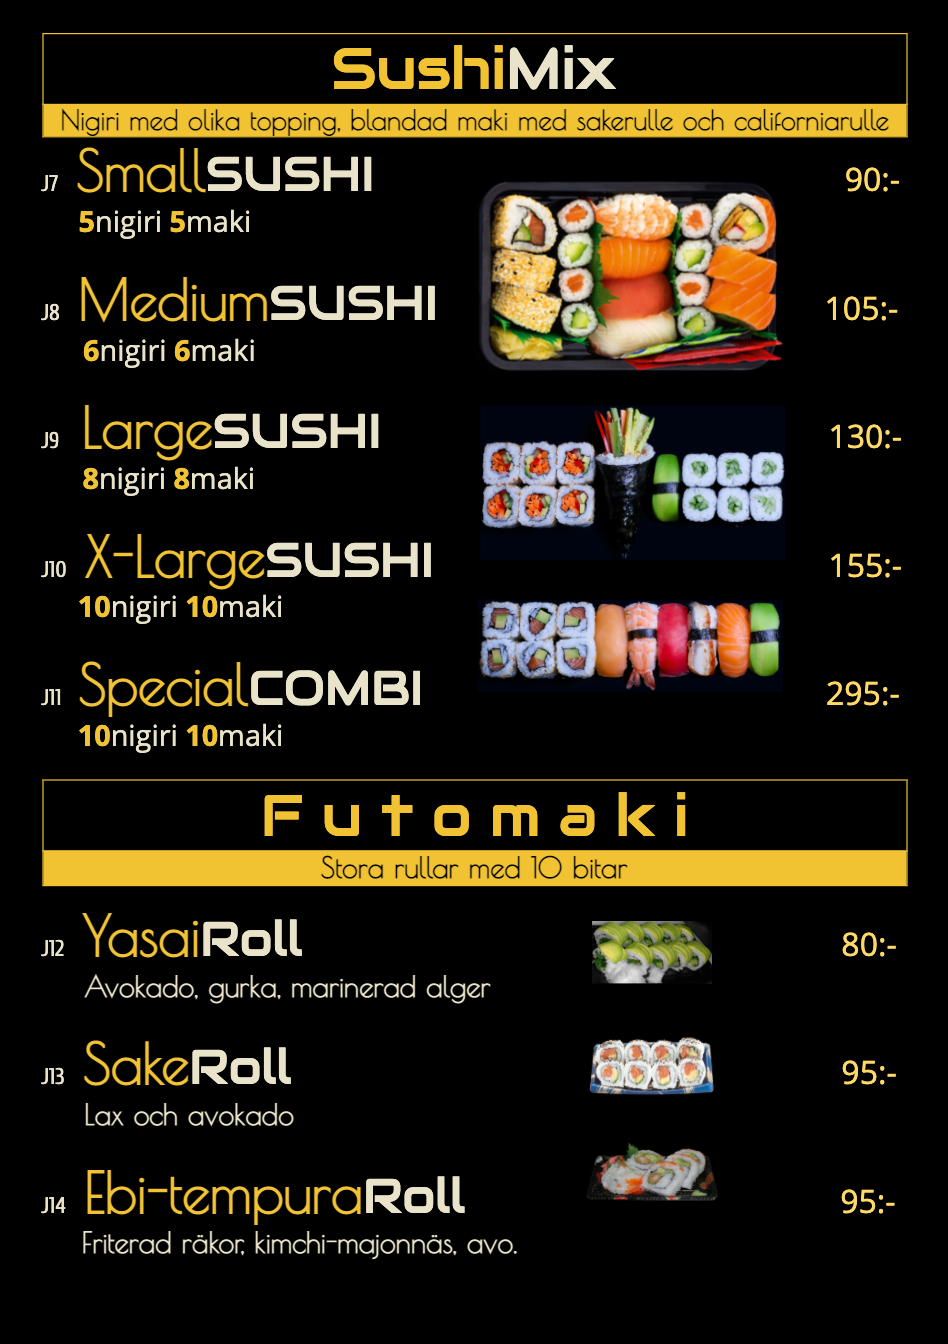 SushiMix
Nigiri med olika topping, blandad maki med sakerulle och californiarulle
J7 SmallSUSHI 90:-
5nigiri 5maki
J8 MediumSUSHI 105:-
6nigiri 6maki
J9 LargeSUSHI 130:-
8nigiri 8maki
J10 X-LargeSUSHI 155:-
10nigiri 10maki
J11 SpecialCOMBI 295:-
10nigiri 10maki
Futomaki
Stora rullar med 10 bitar
J12 YasaiRoll 80:-
Avokado, gurka, marinerad alger
J13 SakeRoll 95:-
Lax och avokado
J14 Ebi-tempuraRoll 95:-
Friterad räkor, kimchi-majonnäs, avo.